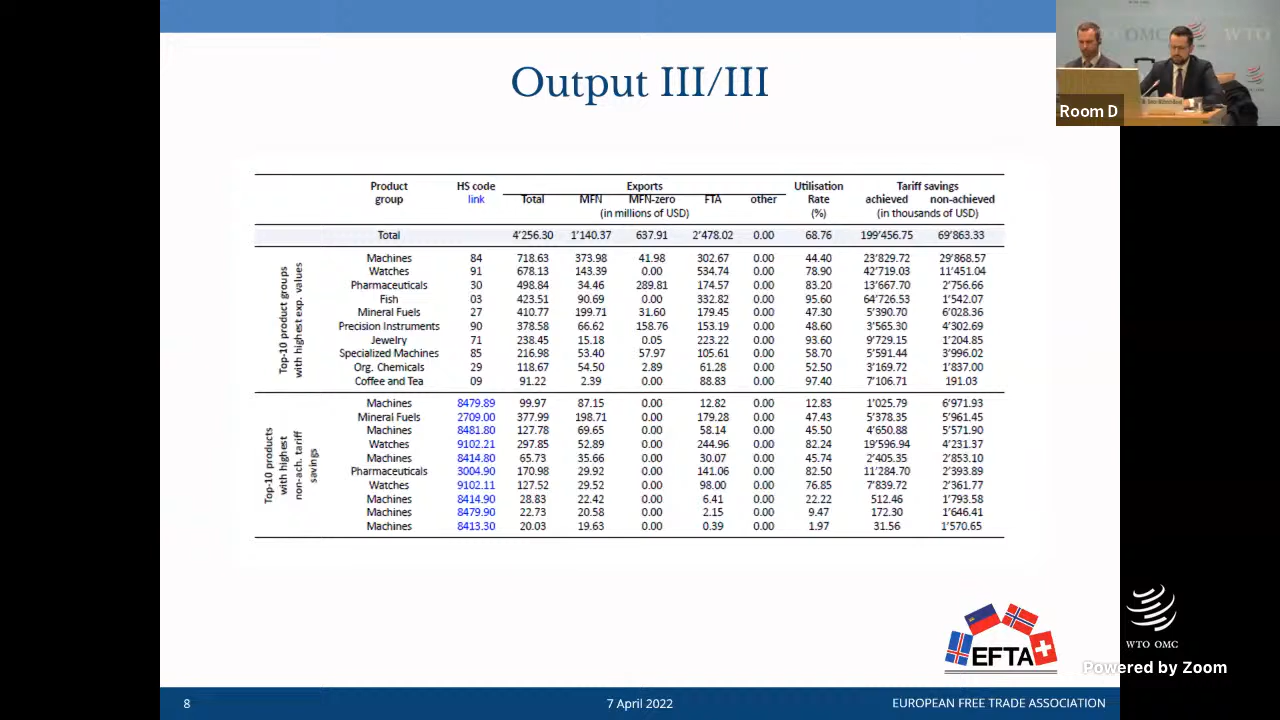 Output III/III
WTO OMC
WTO
Room D
Product group HS code link Exports Utilisation Rate (%) Tariff savings
Total MFN MFN-zero FTA other achieved non-achieved
(in millions of USD) (in thousands of USD)
Total 4'256.30 1'140.37 637.91 2'478.02 0.00 68.76 199'456.75 69'863.33
Top-10 product groups with highest exp. values
Machines 84 718.63 373.98 41.98 302.67 0.00 44.40 23'829.72 29'868.57
Watches 91 678.13 143.39 0.00 534.74 0.00 78.90 42'719.03 11'451.04
Pharmaceuticals 30 498.84 34.46 289.81 174.57 0.00 83.20 13'667.70 2'756.66
Fish 03 423.51 90.69 0.00 332.82 0.00 95.60 64'726.53 1'542.07
Mineral Fuels 27 410.77 199.71 31.60 179.45 0.00 47.30 5'390.70 6'028.36
Precision Instruments 90 378.58 66.62 158.76 153.19 0.00 48.60 3'565.30 4'302.69
Jewelry 71 238.45 15.18 0.05 223.22 0.00 93.60 9'729.15 1'204.85
Specialized Machines 85 216.98 53.40 57.97 105.61 0.00 58.70 5'591.44 3'996.02
Org. Chemicals 29 118.67 54.50 2.89 61.28 0.00 52.50 3'169.72 1'837.00
Coffee and Tea 09 91.22 2.39 0.00 88.83 0.00 97.40 7'106.71 191.03
Top-10 products with highest non-ach. tariff savings
Machines 8479.89 99.97 87.15 0.00 12.82 0.00 12.83 1'025.79 6'971.93
Mineral Fuels 2709.00 377.99 198.71 0.00 179.28 0.00 47.43 5'378.35 5'961.45
Machines 8481.80 127.78 69.65 0.00 58.14 0.00 45.50 4'650.88 5'571.90
Watches 9102.21 297.85 52.89 0.00 244.96 0.00 82.24 19'596.94 4'231.37
Machines 8414.80 65.73 35.66 0.00 30.07 0.00 45.74 2'405.35 2'853.10
Pharmaceuticals 3004.90 170.98 29.92 0.00 141.06 0.00 82.50 11'284.70 2'393.89
Watches 9102.11 127.52 29.52 0.00 98.00 0.00 76.85 7'839.72 2'361.77
Machines 8414.90 28.83 22.42 0.00 6.41 0.00 22.22 512.46 1'793.58
Machines 8479.90 22.73 20.58 0.00 2.15 0.00 9.47 172.30 1'646.41
Machines 8413.30 20.03 19.63 0.00 0.39 0.00 1.97 31.56 1'570.65
EFTA
WTO OMC
Powered by Zoom
8 7 April 2022 EUROPEAN FREE TRADE ASSOCIATION